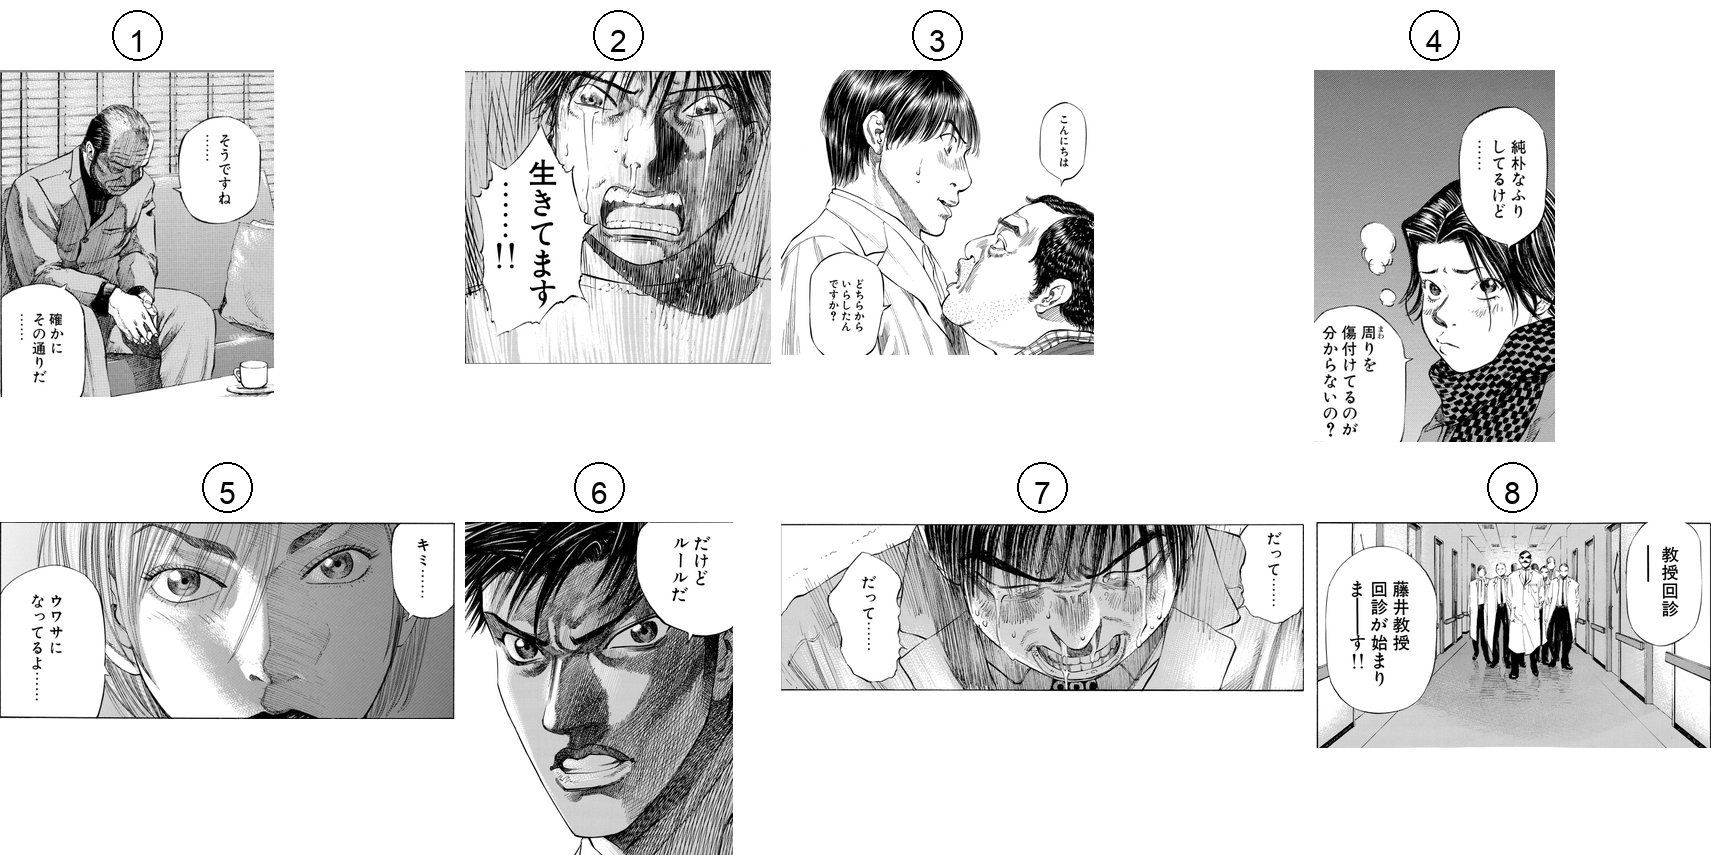 1
そうですね
……
確かに
その通りだ
……
2
生きてます
……!!
3
こんにちは
どちらから
いらしたん
ですか？
4
純朴なふり
してるけど
……
周りを
まわ
傷付けてるのが
分からないの？
5
キミ……
ウワサに
なってるよ……
6
だけど
ルールだ
7
だって……
だって……
8
教授回診
――
藤井教授
回診が始まり
ま――す!!